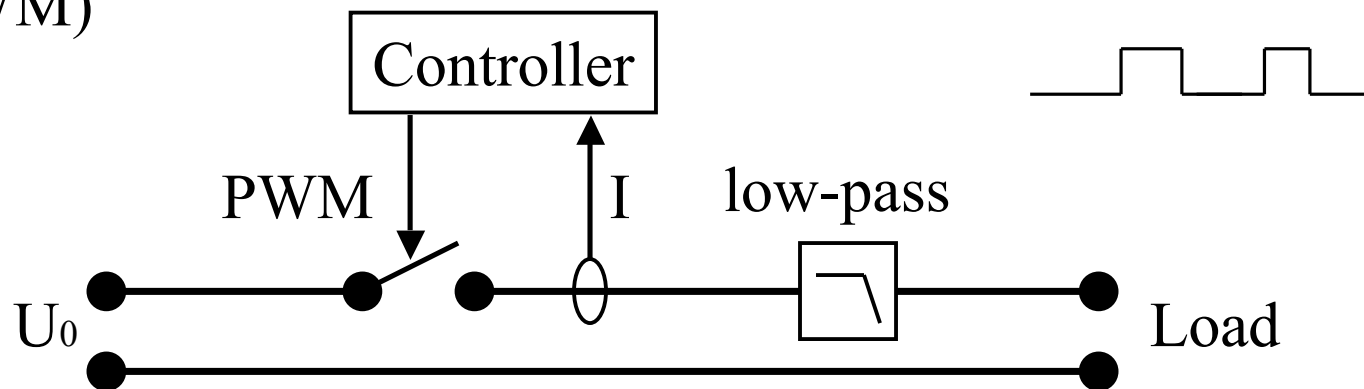 /M)
Controller
PWM
I
low-pass
U₀
Load